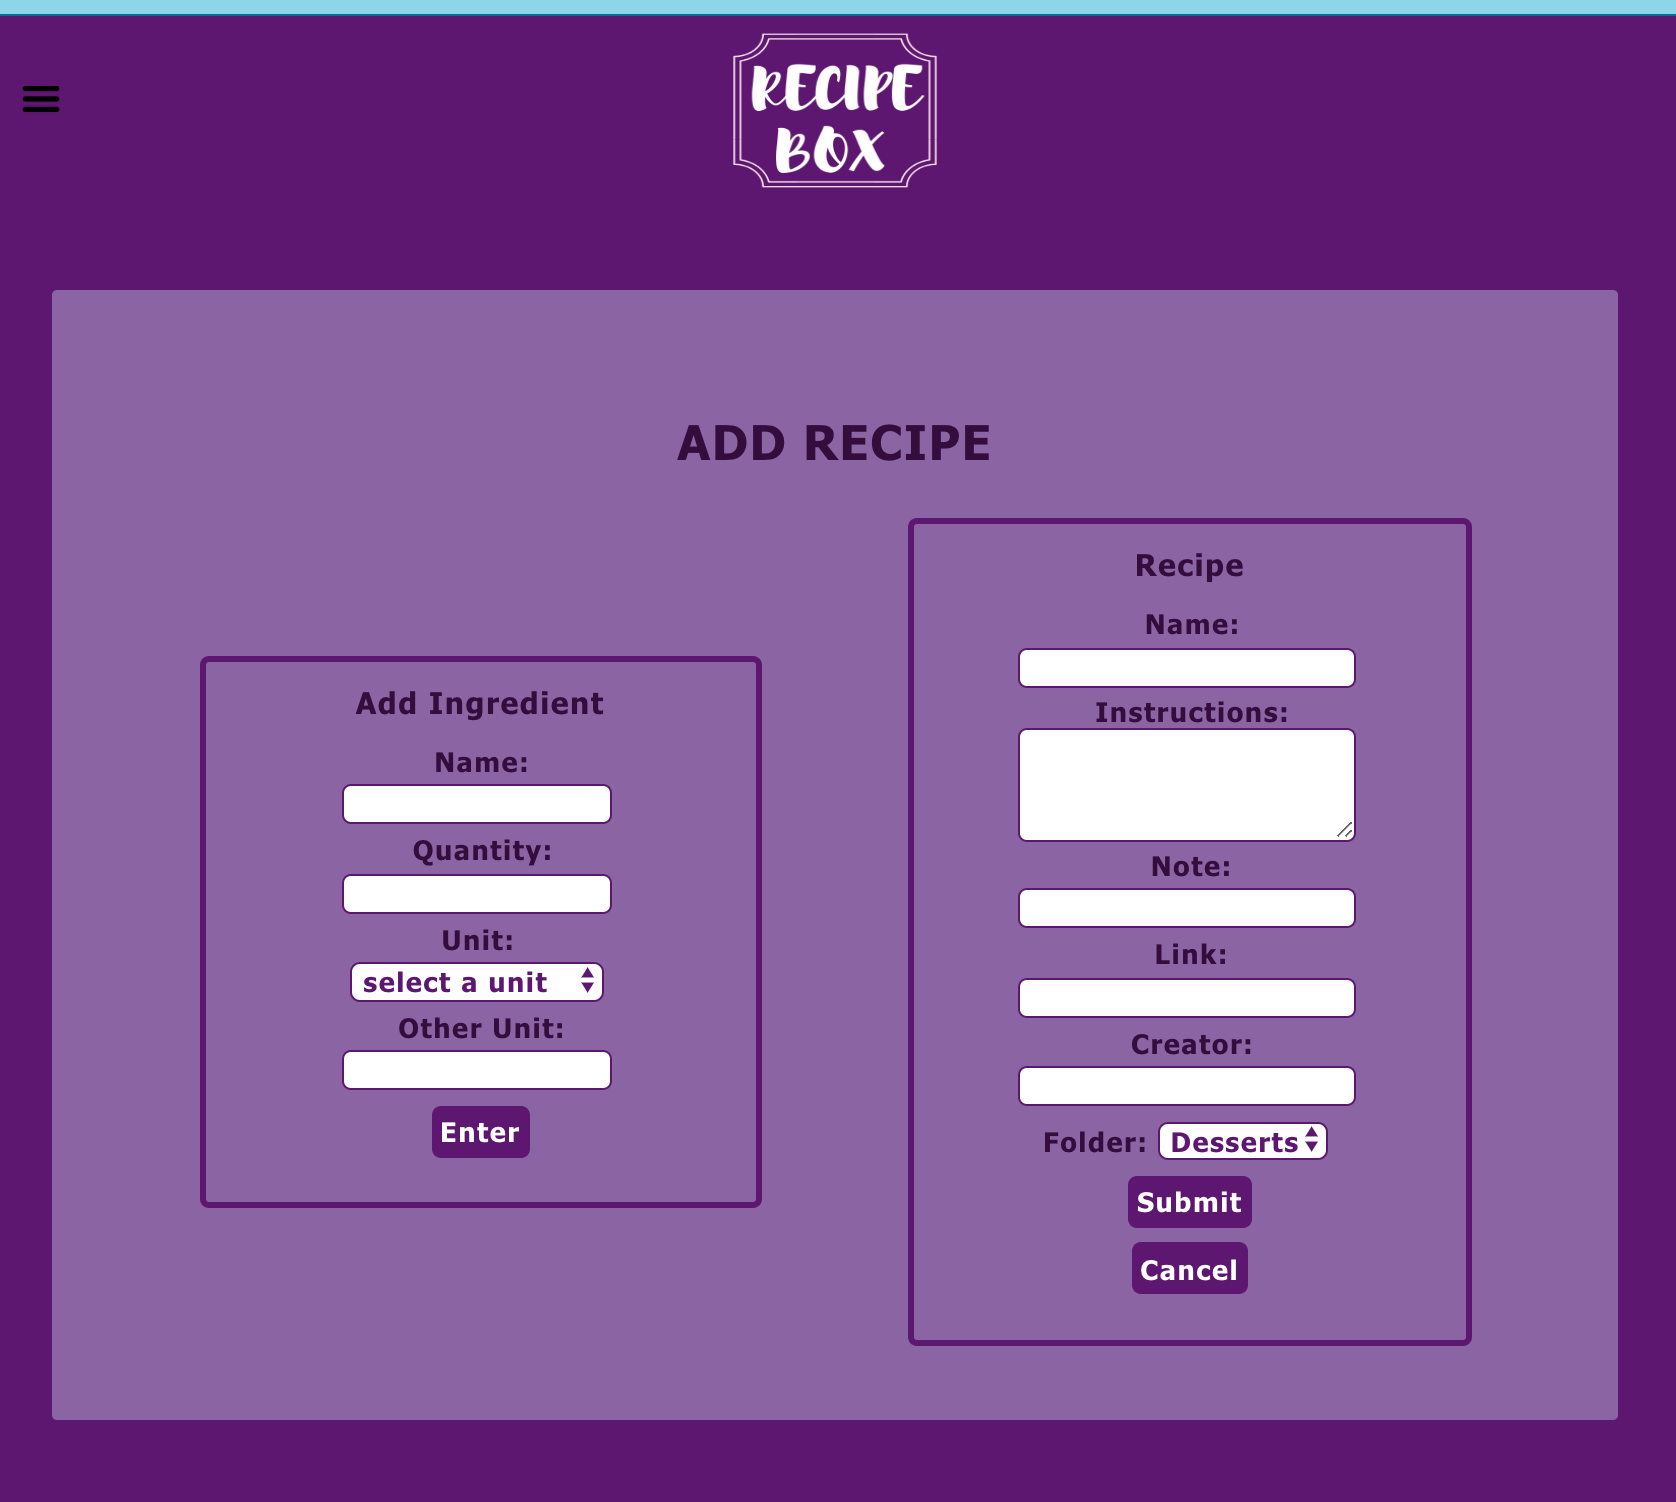 RECIPE
BOX
ADD RECIPE
Add Ingredient
Name:
Quantity:
Unit:
select a unit
Other Unit:
Enter
Recipe
Name:
Instructions:
Note:
Link:
Creator:
Folder: Desserts
Submit
Cancel